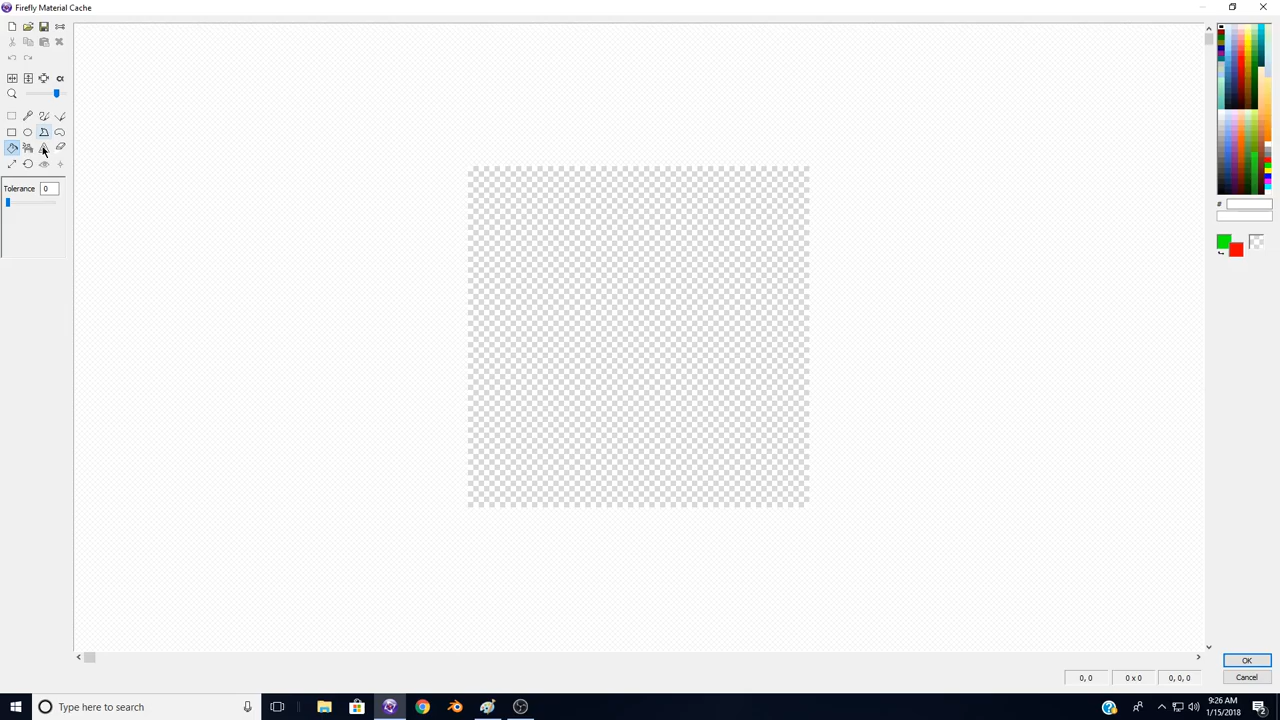 Firefly Material Cache
Tolerance 0
#
OK
0, 0
0 x 0
0, 0, 0
Cancel
Type here to search
9:26 AM
1/15/2018
2